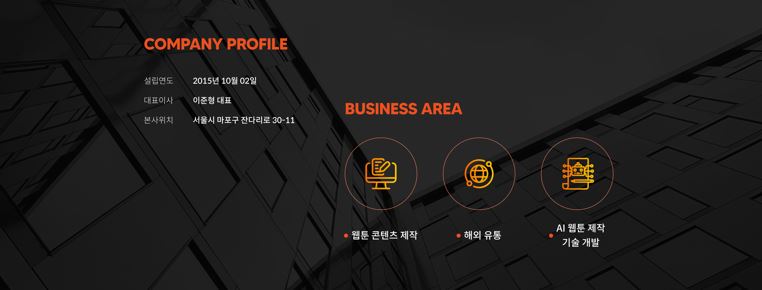 COMPANY PROFILE
설립연도 2015년 10월 02일
대표이사 이준형 대표
본사위치 서울시 마포구 잔다리로 30-11
BUSINESS AREA
웹툰 콘텐츠 제작
해외 유통
AI 웹툰 제작
기술 개발